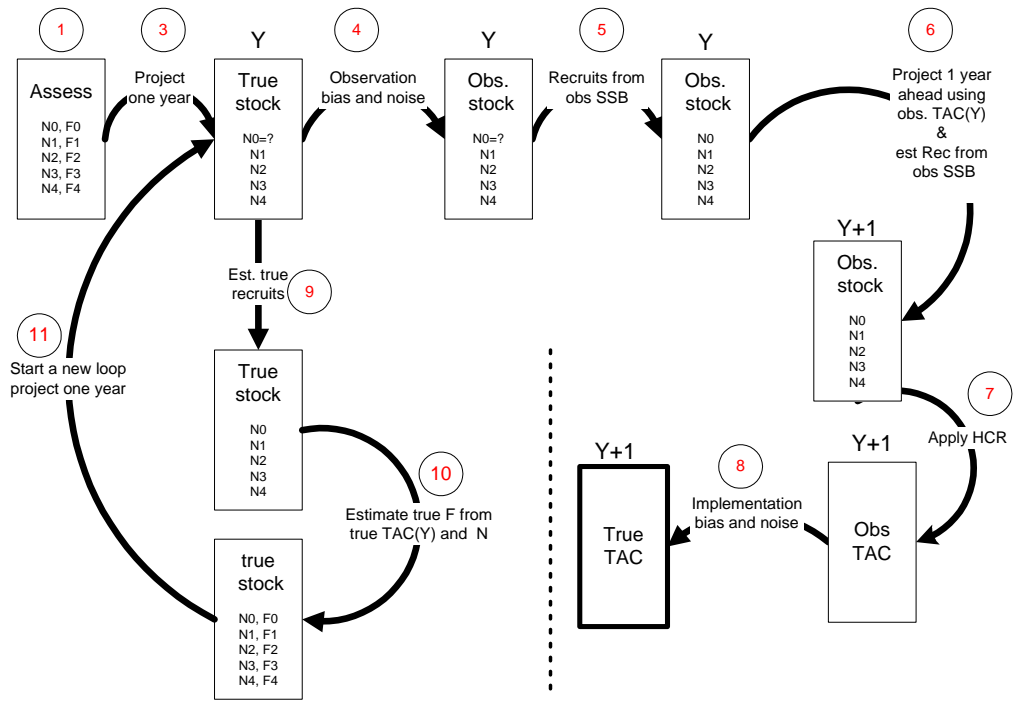 1
3
4
5
6
Y
Y
Y
Assess
N0, F0
N1, F1
N2, F2
N3, F3
N4, F4
Project
one year
True
stock
N0=?
N1
N2
N3
N4
Observation
bias and noise
Obs.
stock
N0=?
N1
N2
N3
N4
Recruits from
obs SSB
Obs.
stock
N0
N1
N2
N3
N4
Project 1 year
ahead using
obs. TAC(Y)
&
est Rec from
obs SSB
Y+1
Obs.
stock
N0
N1
N2
N3
N4
7
Apply HCR
Y+1
Obs
TAC
8
Implementation
bias and noise
Y+1
True
TAC
Est. true
recruits
9
True
stock
N0
N1
N2
N3
N4
10
Estimate true F from
true TAC(Y) and N
true
stock
N0, F0
N1, F1
N2, F2
N3, F3
N4, F4
11
Start a new loop
project one year